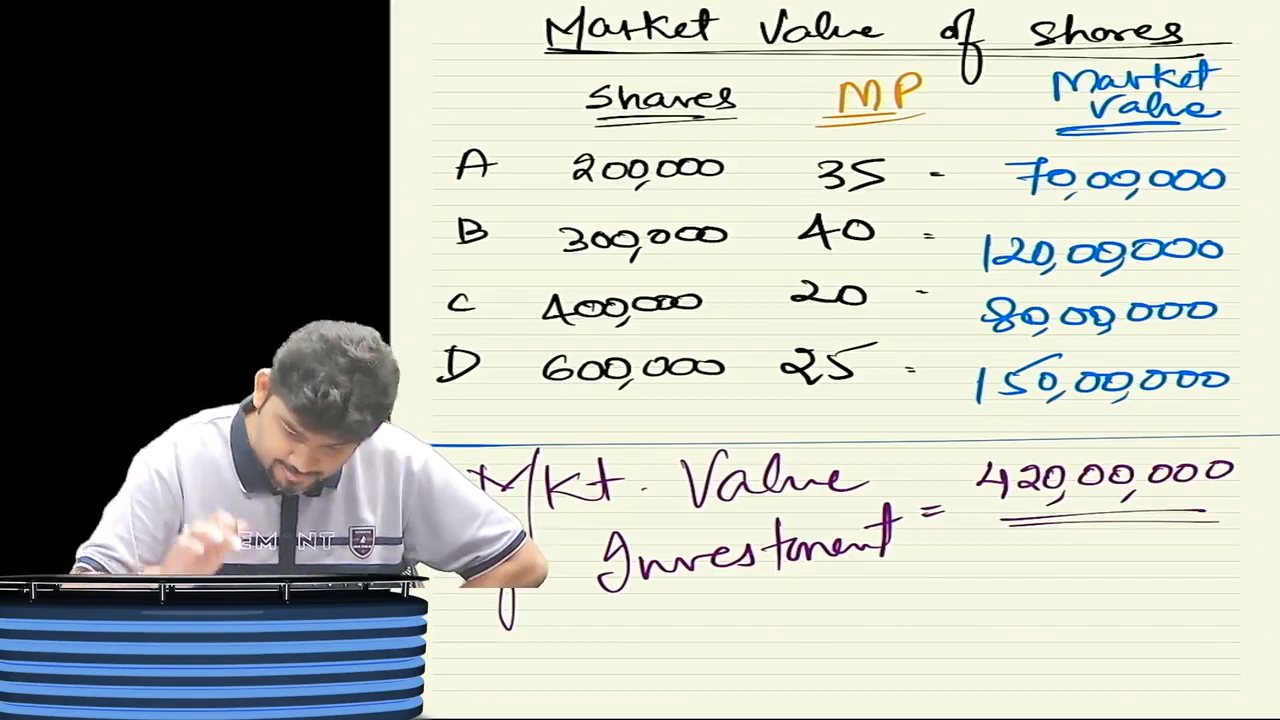 Market Value of shares
Shares MP Market Value
A 200,000 35 - 70,00,000
B 300,000 40 = 120,00,000
C 400,000 20 - 80,00,000
D 600,000 25 = 150,00,000
Mkt. Value = 420,00,000
of Investment